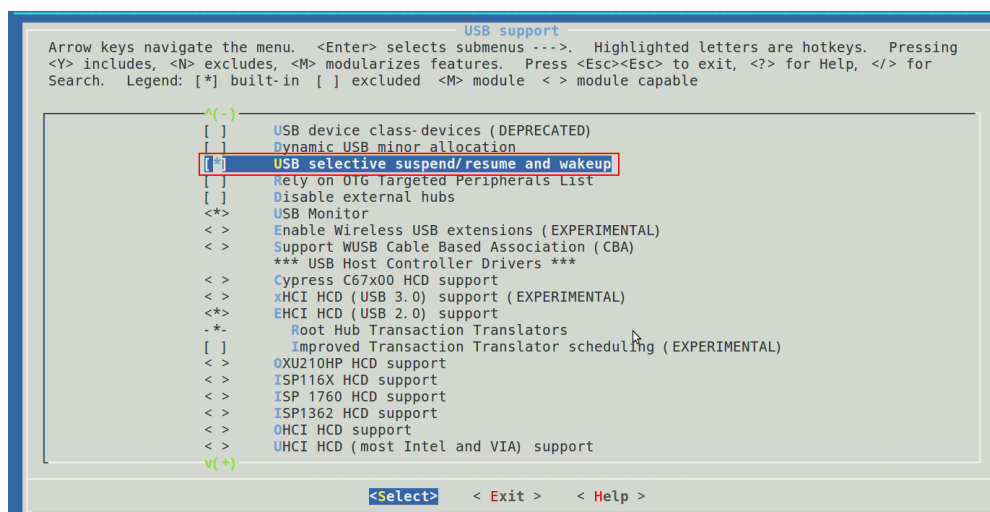 USB support
Arrow keys navigate the menu. <Enter> selects submenus --->. Highlighted letters are hotkeys. Pressing
<Y> includes, <N> excludes, <M> modularizes features. Press <Esc><Esc> to exit, <?> for Help, </> for
Search. Legend: [*] built-in [ ] excluded <M> module < > module capable
^(-)
[ ] USB device class-devices (DEPRECATED)
[ ] Dynamic USB minor allocation
[*] USB selective suspend/resume and wakeup
[ ] Rely on OTG Targeted Peripherals List
[ ] Disable external hubs
<*> USB Monitor
< > Enable Wireless USB extensions (EXPERIMENTAL)
< > Support WUSB Cable Based Association (CBA)
*** USB Host Controller Drivers ***
< > Cypress C67x00 HCD support
< > xHCI HCD (USB 3.0) support (EXPERIMENTAL)
<*> EHCI HCD (USB 2.0) support
-*- Root Hub Transaction Translators
[ ] Improved Transaction Translator scheduling (EXPERIMENTAL)
< > OXU210HP HCD support
< > ISP116X HCD support
< > ISP 1760 HCD support
< > ISP1362 HCD support
< > OHCI HCD support
< > UHCI HCD (most Intel and VIA) support
v(+)
<Select> < Exit > < Help >